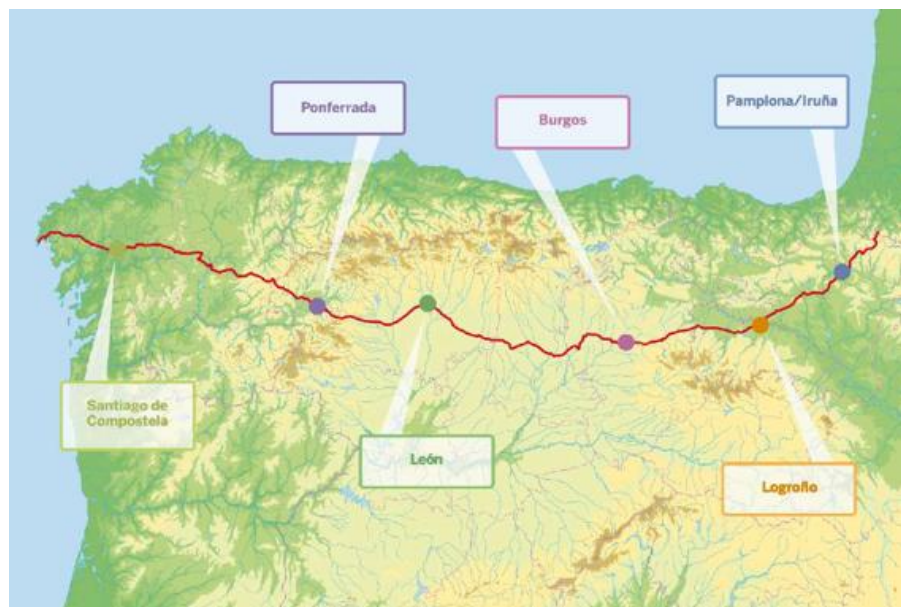 Ponferrada
Burgos
Pamplona/Iruña
Santiago de
Compostela
León
Logroño